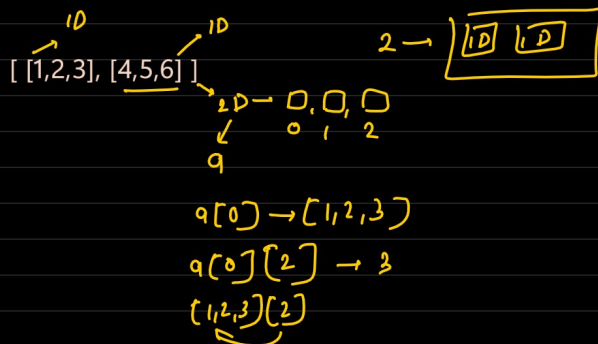 1D 1D
[ [1,2,3], [4,5,6] ]
2 → 1D 1D
2D - □, □, □
0 1 2
a
a[0] → [1,2,3]
a[0][2] → 3
[1,2,3][2]